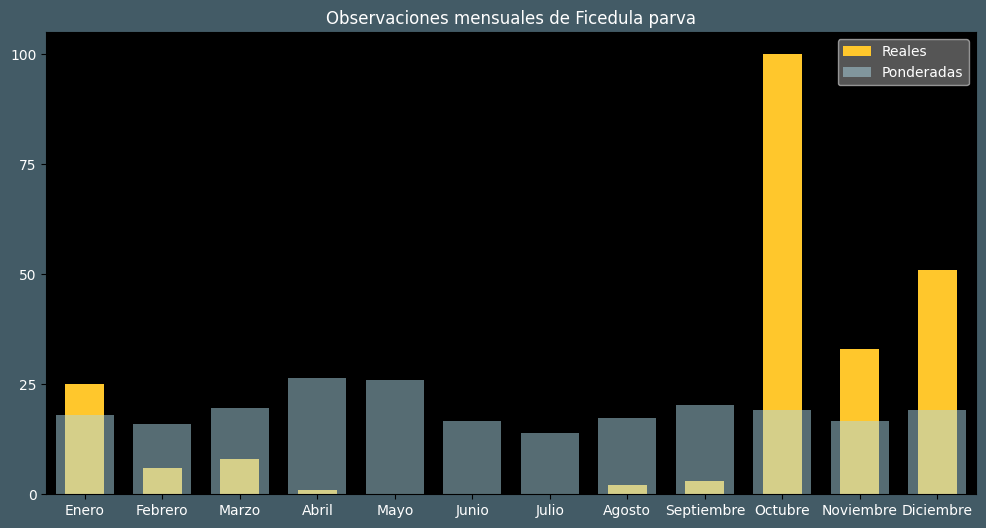 Observaciones mensuales de Ficedula parva
Reales
Ponderadas
100
75
50
25
0
Enero Febrero Marzo Abril Mayo Junio Julio Agosto Septiembre Octubre Noviembre Diciembre